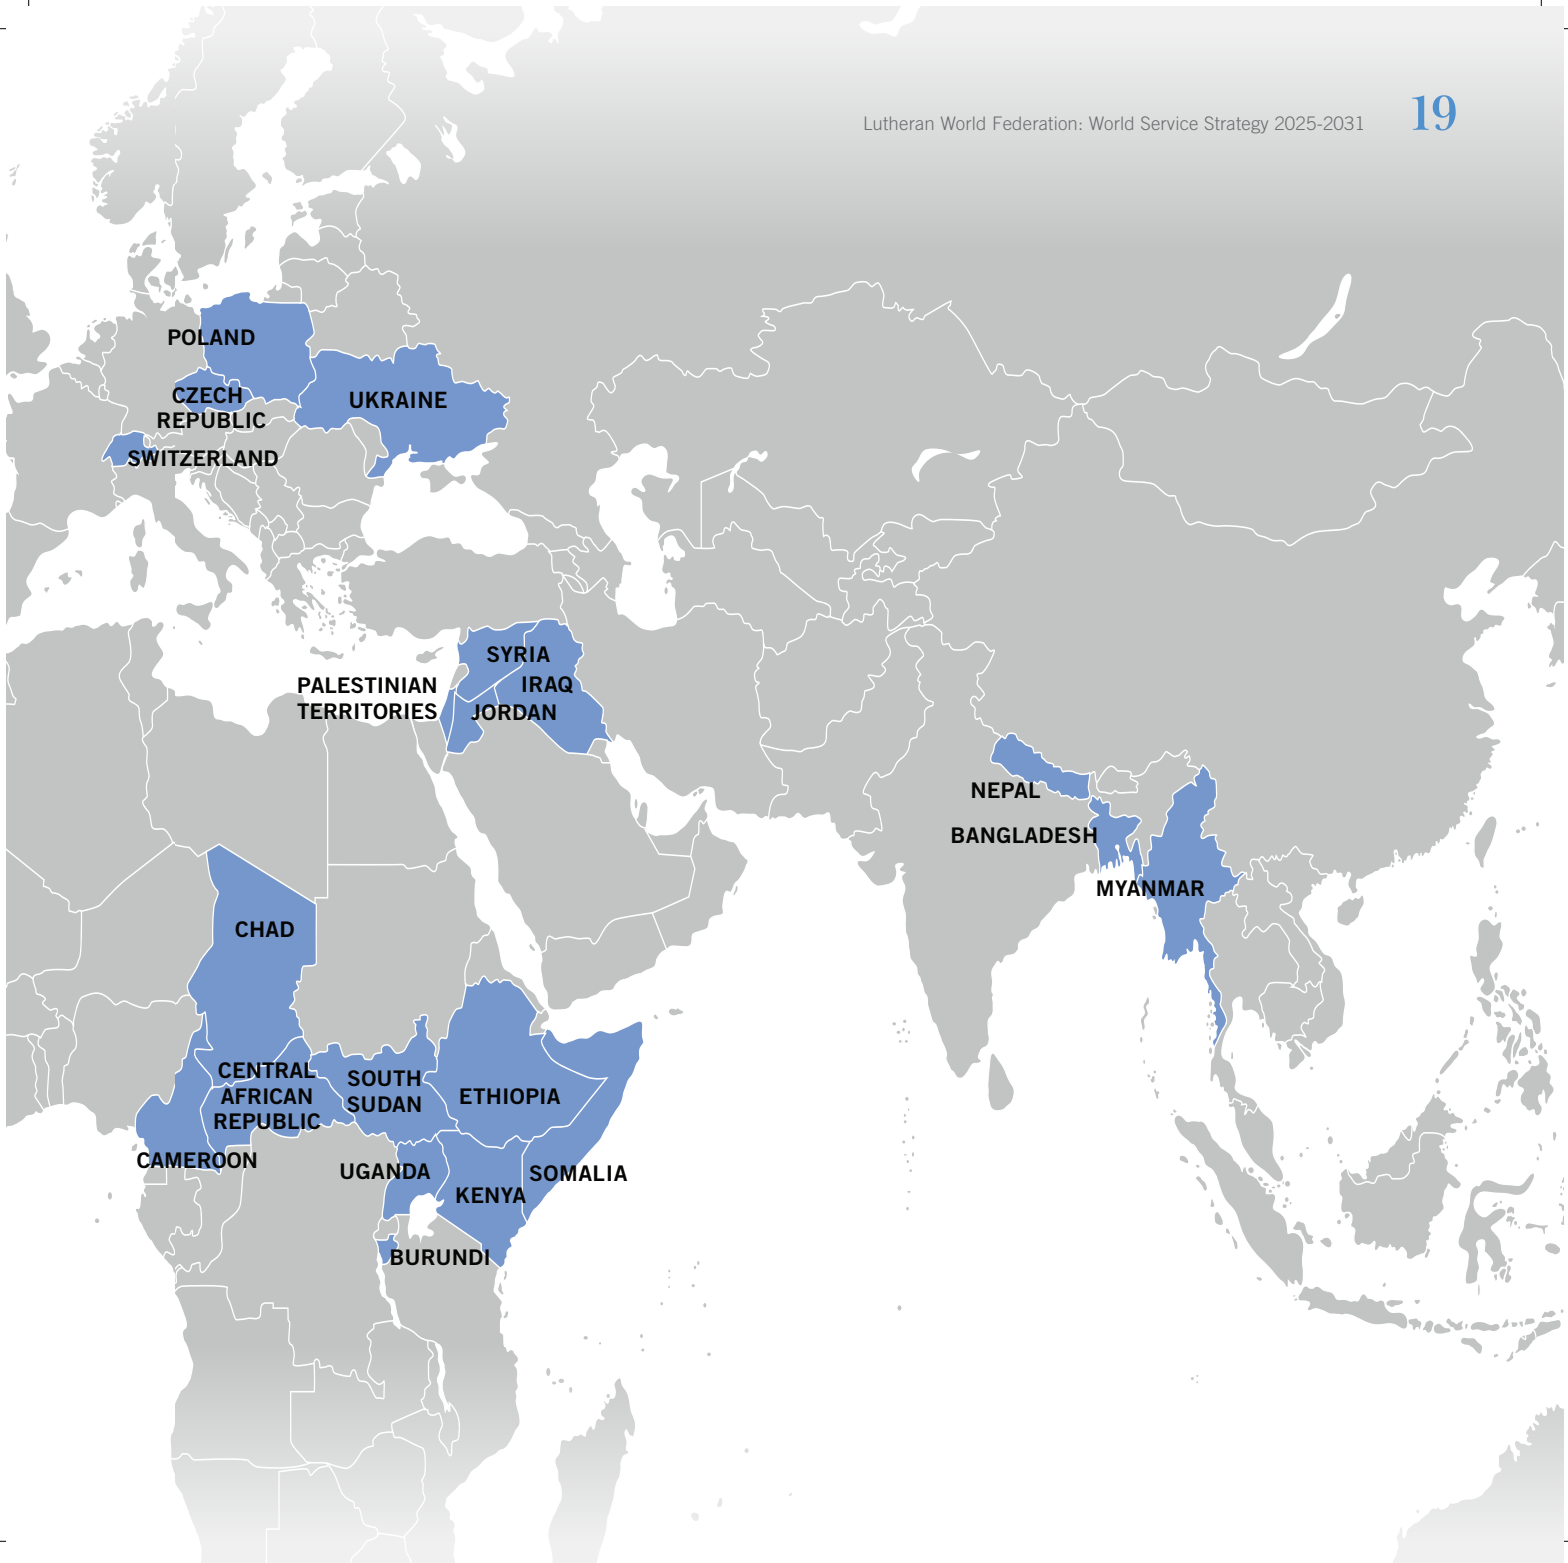 Lutheran World Federation: World Service Strategy 2025-2031
19
POLAND
CZECH
REPUBLIC
UKRAINE
SWITZERLAND
SYRIA
IRAQ
PALESTINIAN
TERRITORIES
JORDAN
NEPAL
BANGLADESH
MYANMAR
CHAD
CENTRAL
AFRICAN
REPUBLIC
SOUTH
SUDAN
ETHIOPIA
CAMEROON
UGANDA
KENYA
SOMALIA
BURUNDI